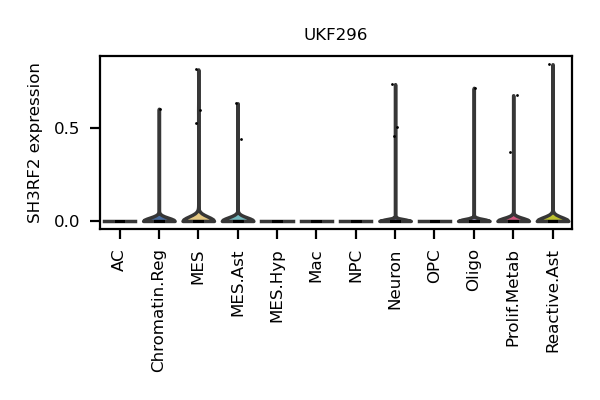 UKF296
SH3RF2 expression
0.5
0.0
AC
Chromatin.Reg
MES
MES.Ast
MES.Hyp
Mac
NPC
Neuron
OPC
Oligo
Prolif.Metab
Reactive.Ast